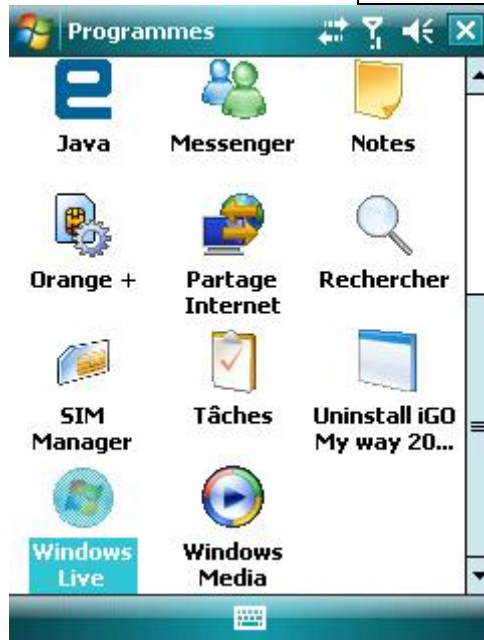 Programmes
Java Messenger Notes
Orange + Partage Internet Rechercher
SIM Manager Tâches Uninstall iGO My way 20...
Windows Live Windows Media